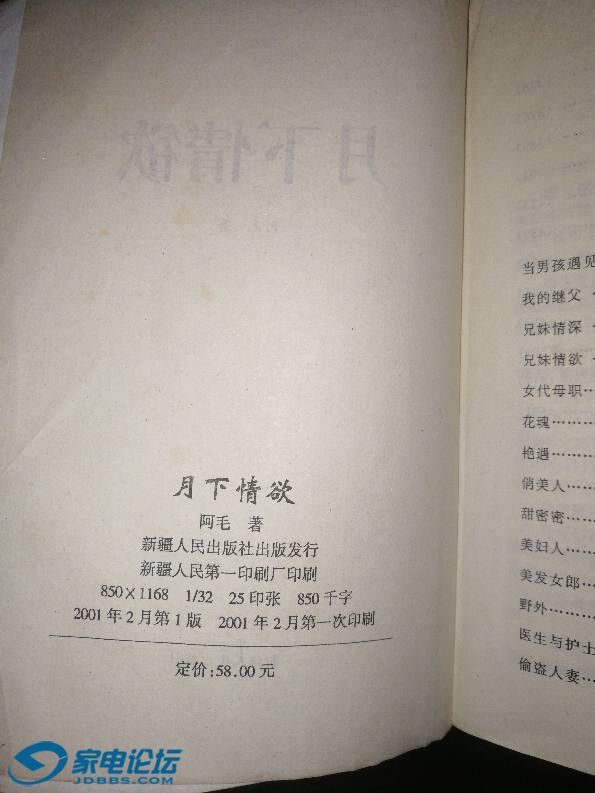 月下情欲
月下情欲
阿毛 著
新疆人民出版社出版发行
新疆人民第一印刷厂印刷
850×1168 1/32 25印张 850千字
2001年2月第1版 2001年2月第一次印刷
定价:58.00元
当男孩遇见
我的继父
兄妹情深
兄妹情欲
女代母职………
花魂………
艳遇………
俏美人………
甜密密………
美妇人………
美发女郎………
野外………
医生与护士
偷盗人妻…
家电论坛
JDBBS.COM